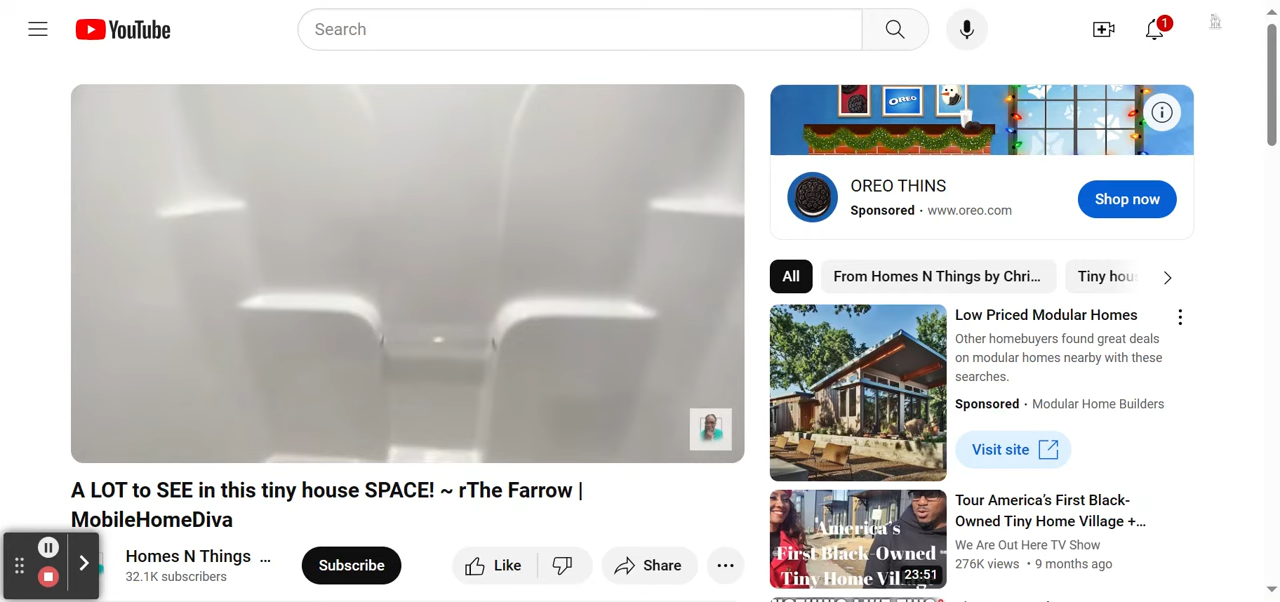 YouTube
Search
1
OREO
OREO THINS
Sponsored · www.oreo.com
Shop now
All
From Homes N Things by Chri...
Tiny hou
Low Priced Modular Homes
Other homebuyers found great deals
on modular homes nearby with these
searches.
Sponsored · Modular Home Builders
Visit site
A LOT to SEE in this tiny house SPACE! ~ rThe Farrow |
MobileHomeDiva
Homes N Things ...
32.1K subscribers
Subscribe
Like
Share
America's
First Black-Owned
Tiny Home Vil
23:51
Tour America's First Black-
Owned Tiny Home Village +...
We Are Out Here TV Show
276K views · 9 months ago